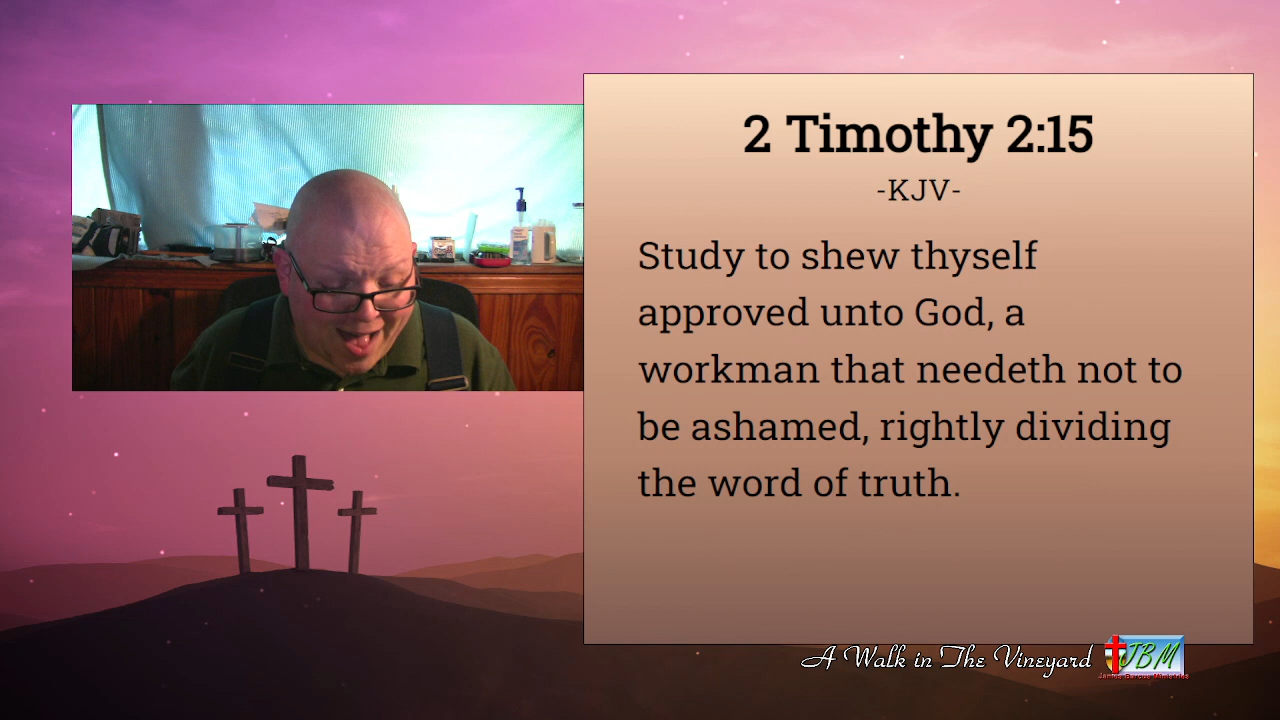 2 Timothy 2:15
-KJV-
Study to shew thyself
approved unto God, a
workman that needeth not to
be ashamed, rightly dividing
the word of truth.
A Walk in The Vineyard
JBM